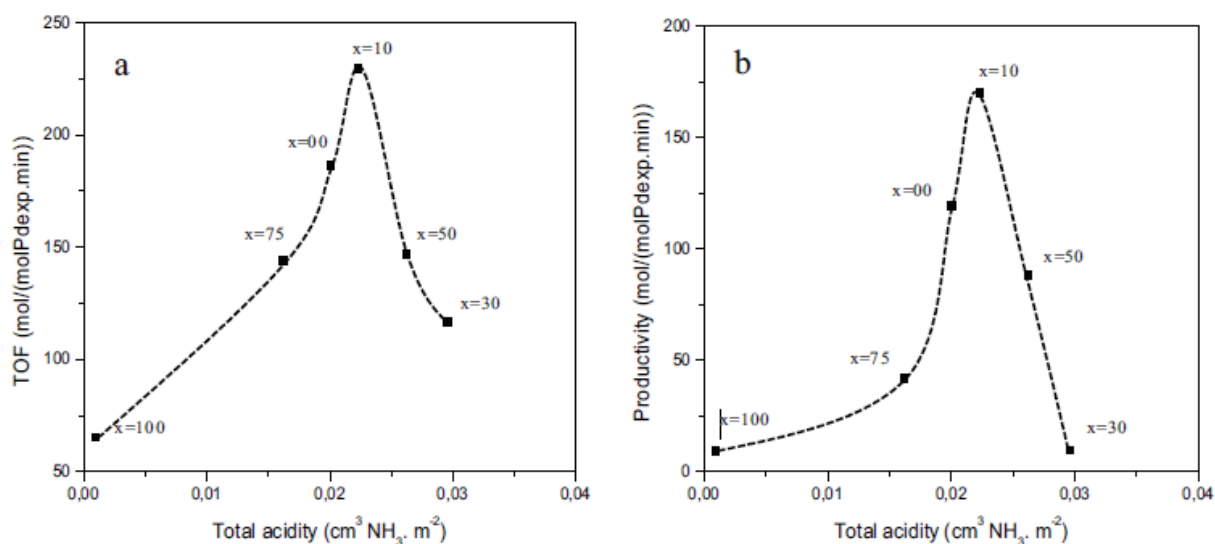 a
TOF (mol/(molPdexp.min))
250
200
150
100
50
x=10
x=00
x=75
x=50
x=30
x=100
0,00
0,01
0,02
0,03
0,04
Total acidity (cm³ NH₃. m⁻²)
b
Productivity (mol/(molPdexp.min))
200
150
100
50
0
x=10
x=00
x=50
x=75
x=100
x=30
0,00
0,01
0,02
0,03
0,04
Total acidity (cm³ NH₃. m⁻²)